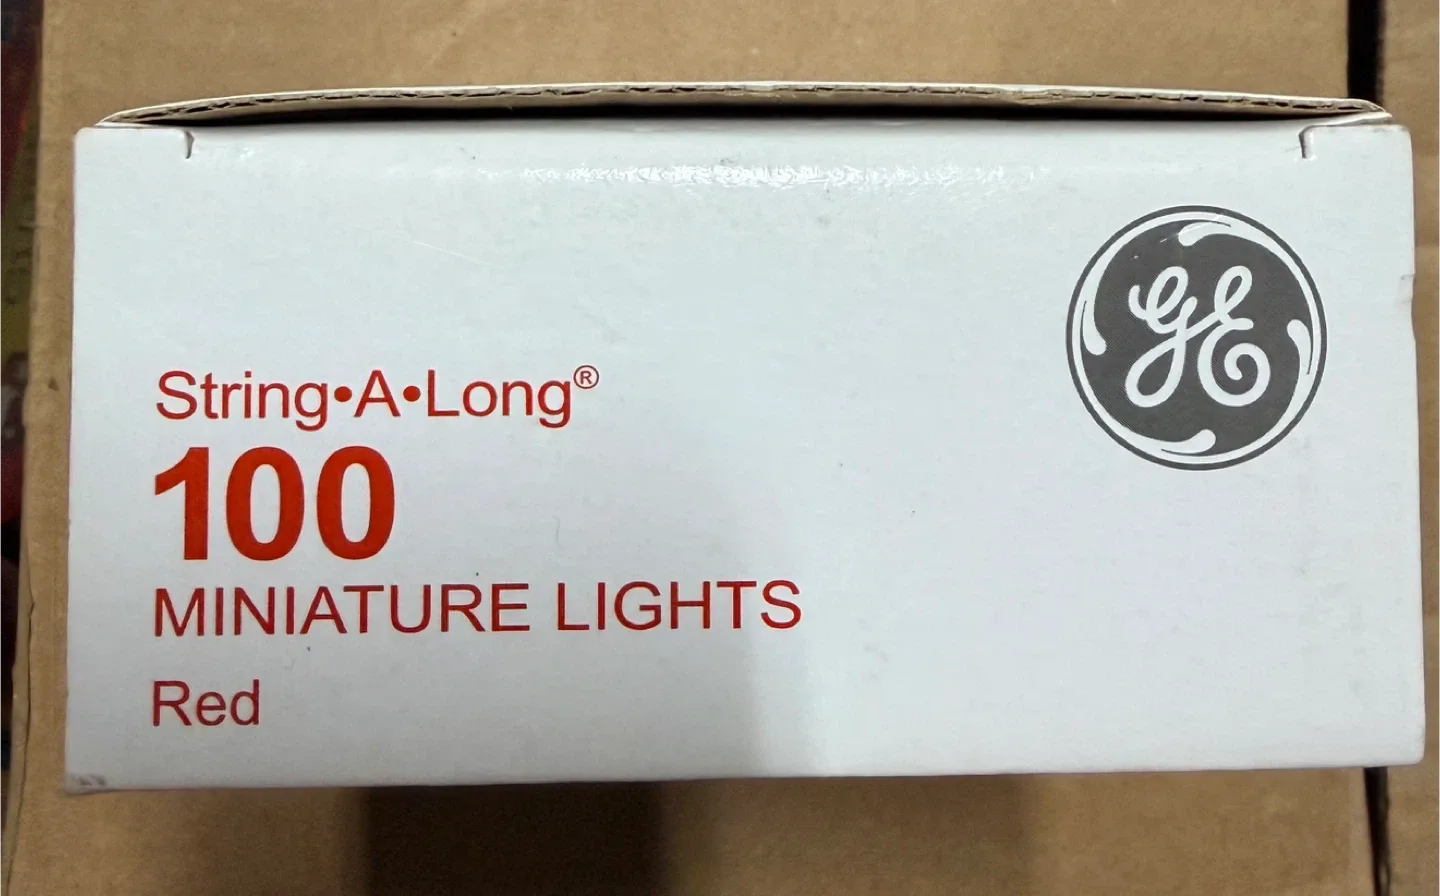 String•A•Long®
100
MINIATURE LIGHTS
Red
GE